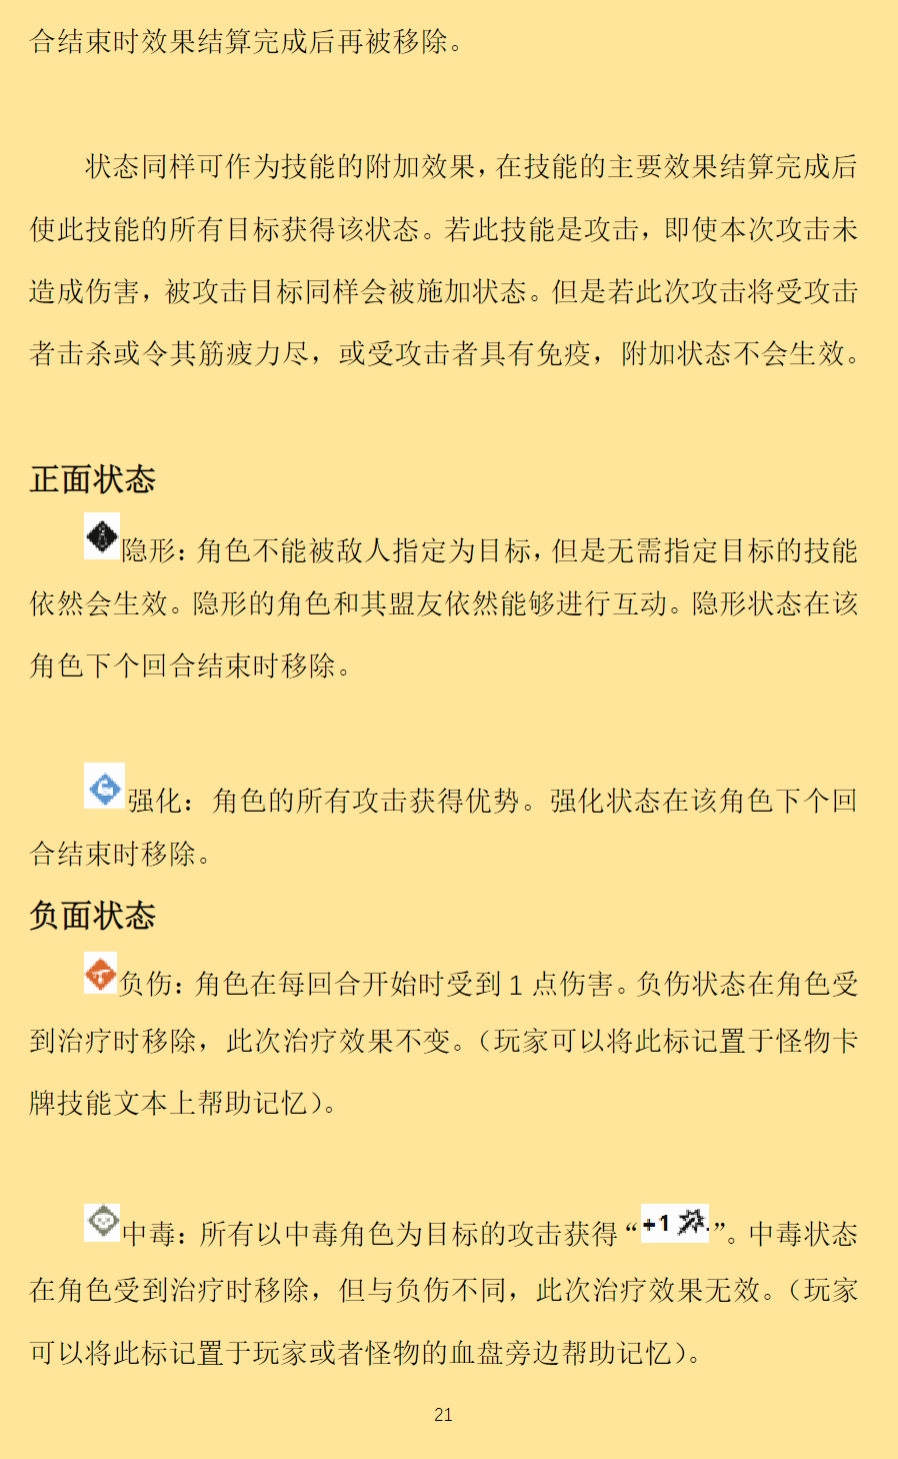 合结束时效果结算完成后再被移除。
状态同样可作为技能的附加效果，在技能的主要效果结算完成后
使此技能的所有目标获得该状态。若此技能是攻击，即使本次攻击未
造成伤害，被攻击目标同样会被施加状态。但是若此次攻击将受攻击
者击杀或令其筋疲力尽，或受攻击者具有免疫，附加状态不会生效。
正面状态
隐形：角色不能被敌人指定为目标，但是无需指定目标的技能
依然会生效。隐形的角色和其盟友依然能够进行互动。隐形状态在该
角色下个回合结束时移除。
强化：角色的所有攻击获得优势。强化状态在该角色下个回
合结束时移除。
负面状态
负伤：角色在每回合开始时受到 1 点伤害。负伤状态在角色受
到治疗时移除，此次治疗效果不变。（玩家可以将此标记置于怪物卡
牌技能文本上帮助记忆）。
中毒：所有以中毒角色为目标的攻击获得“+1”。中毒状态
在角色受到治疗时移除，但与负伤不同，此次治疗效果无效。（玩家
可以将此标记置于玩家或者怪物的血盘旁边帮助记忆）。
21